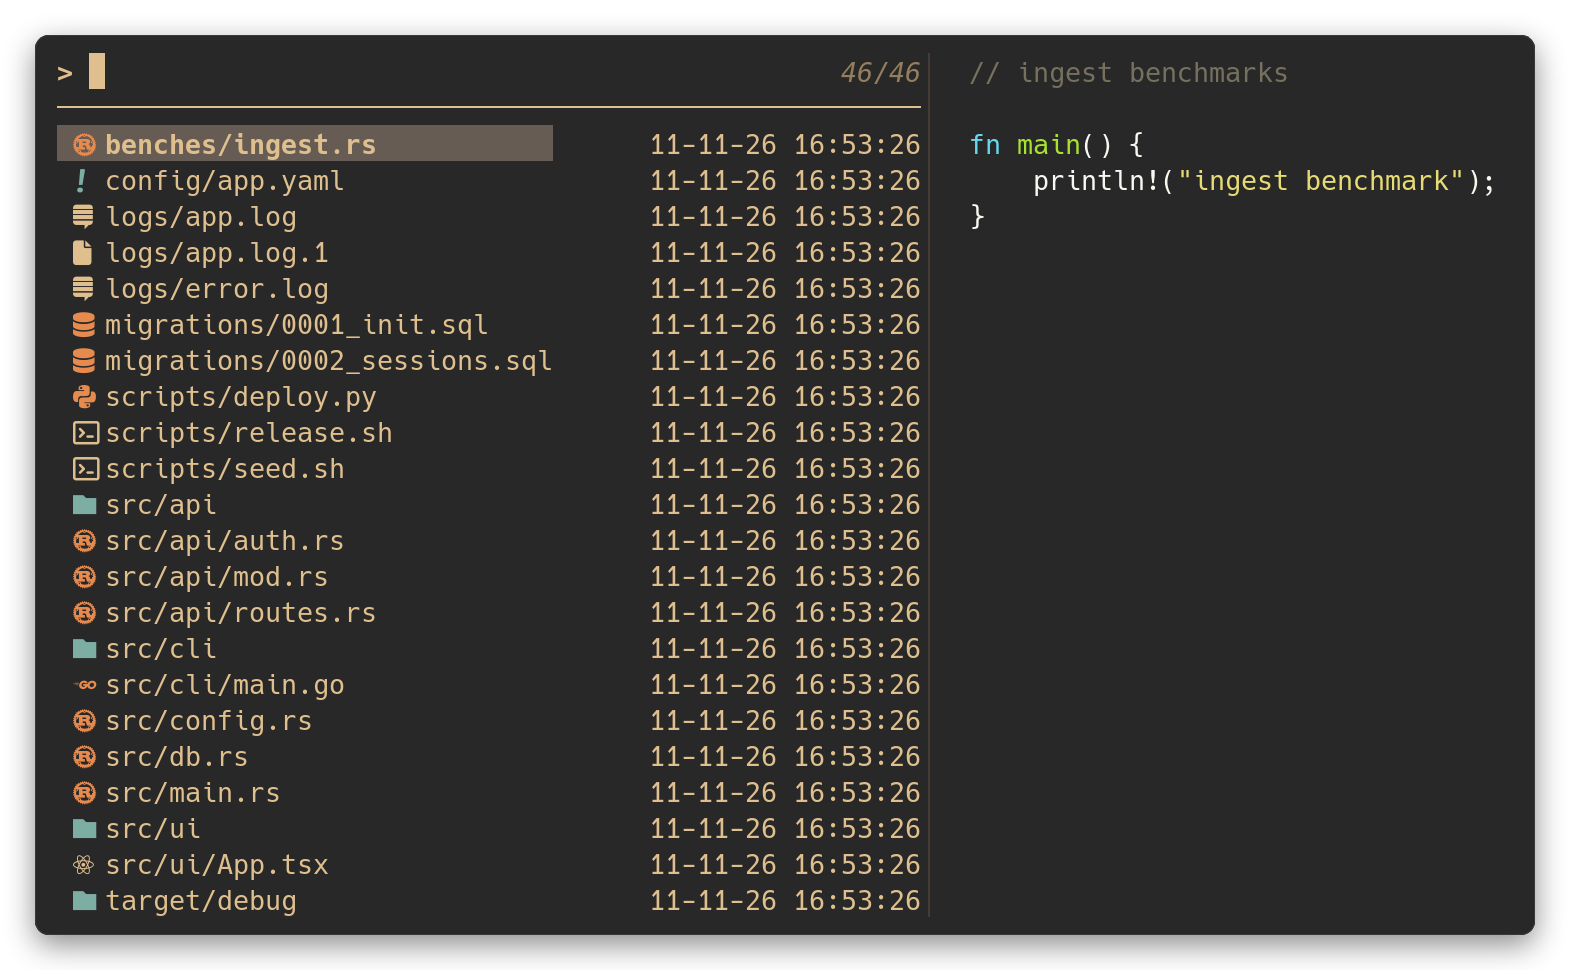 > 46/46
benches/ingest.rs 11-11-26 16:53:26
config/app.yaml 11-11-26 16:53:26
logs/app.log 11-11-26 16:53:26
logs/app.log.1 11-11-26 16:53:26
logs/error.log 11-11-26 16:53:26
migrations/0001_init.sql 11-11-26 16:53:26
migrations/0002_sessions.sql 11-11-26 16:53:26
scripts/deploy.py 11-11-26 16:53:26
scripts/release.sh 11-11-26 16:53:26
scripts/seed.sh 11-11-26 16:53:26
src/api 11-11-26 16:53:26
src/api/auth.rs 11-11-26 16:53:26
src/api/mod.rs 11-11-26 16:53:26
src/api/routes.rs 11-11-26 16:53:26
src/cli 11-11-26 16:53:26
src/cli/main.go 11-11-26 16:53:26
src/config.rs 11-11-26 16:53:26
src/db.rs 11-11-26 16:53:26
src/main.rs 11-11-26 16:53:26
src/ui 11-11-26 16:53:26
src/ui/App.tsx 11-11-26 16:53:26
target/debug 11-11-26 16:53:26
// ingest benchmarks
fn main() {
    println!("ingest benchmark");
}